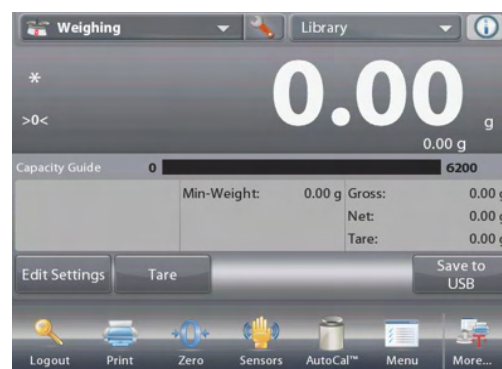 Weighing Library
*
>0<
0.00 g
0.00 g
Capacity Guide 0 6200
Min-Weight: 0.00 g Gross: 0.00 g
Net: 0.00 g
Tare: 0.00 g
Edit Settings Tare Save to
USB
Logout Print Zero Sensors AutoCal™ Menu More...